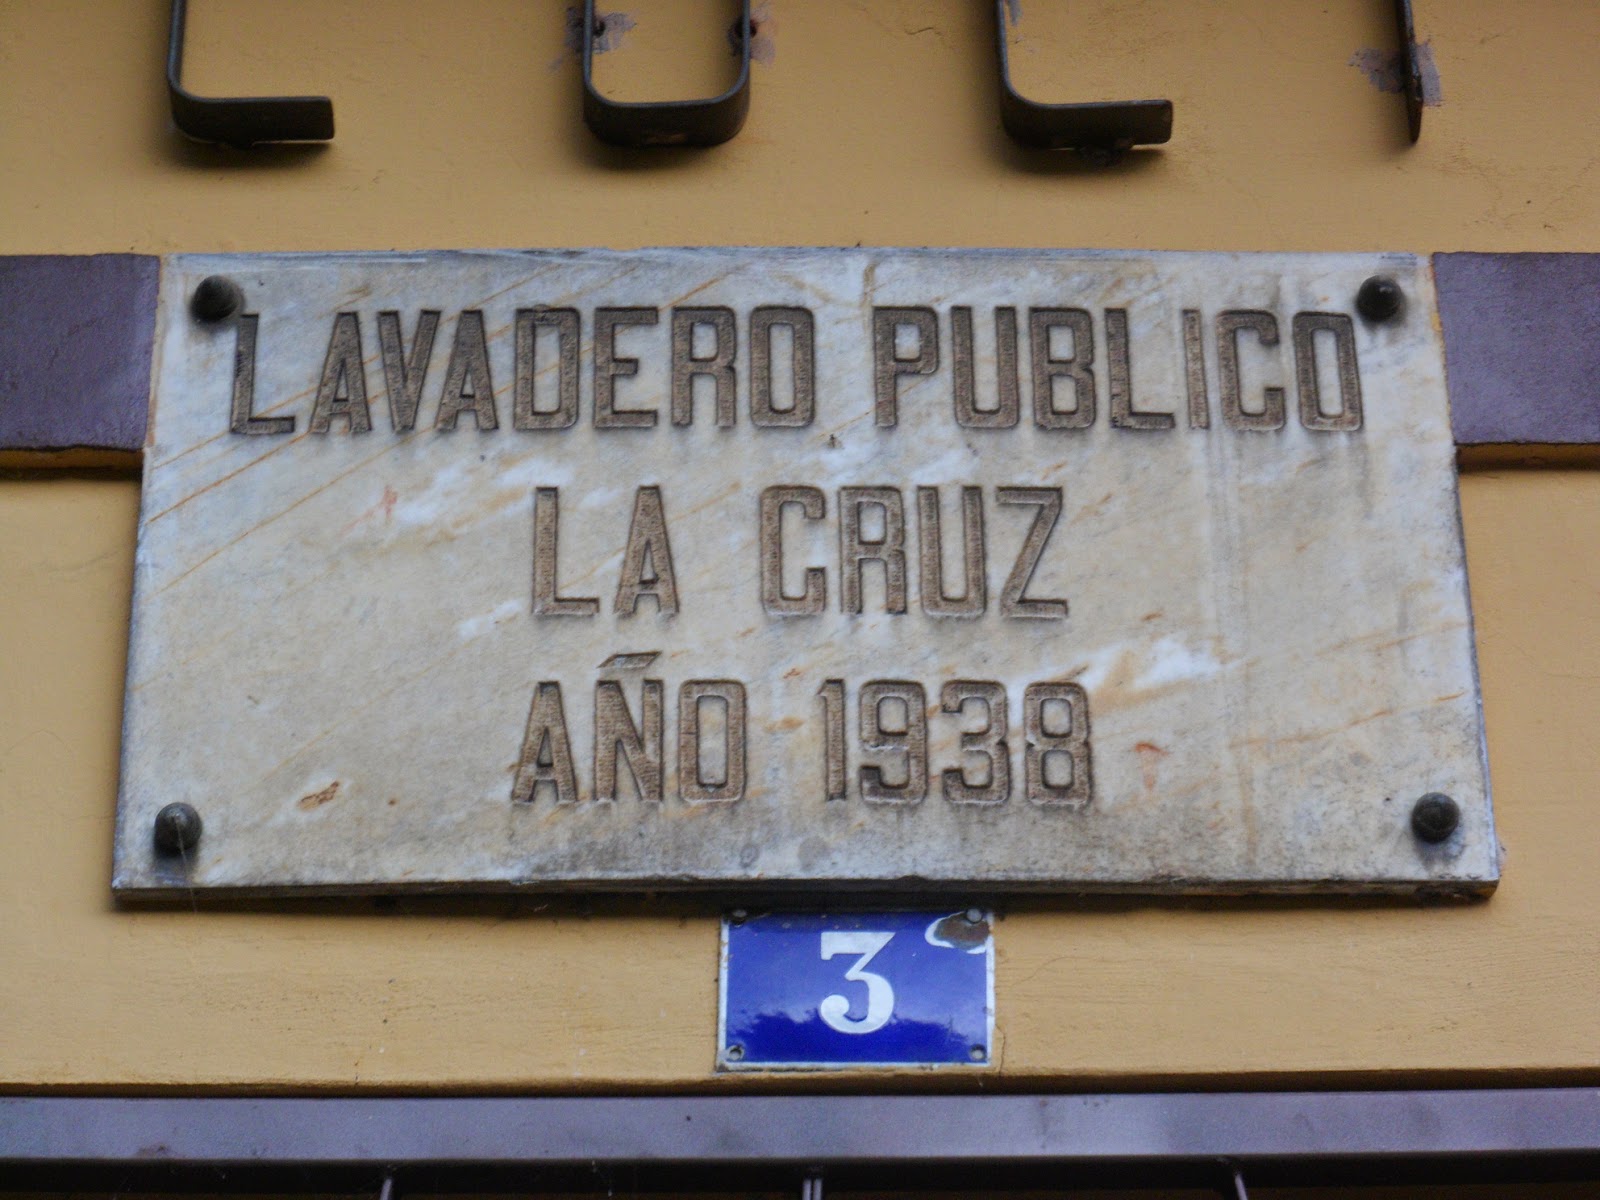 LAVADERO PUBLICO
LA CRUZ
AÑO 1938
3